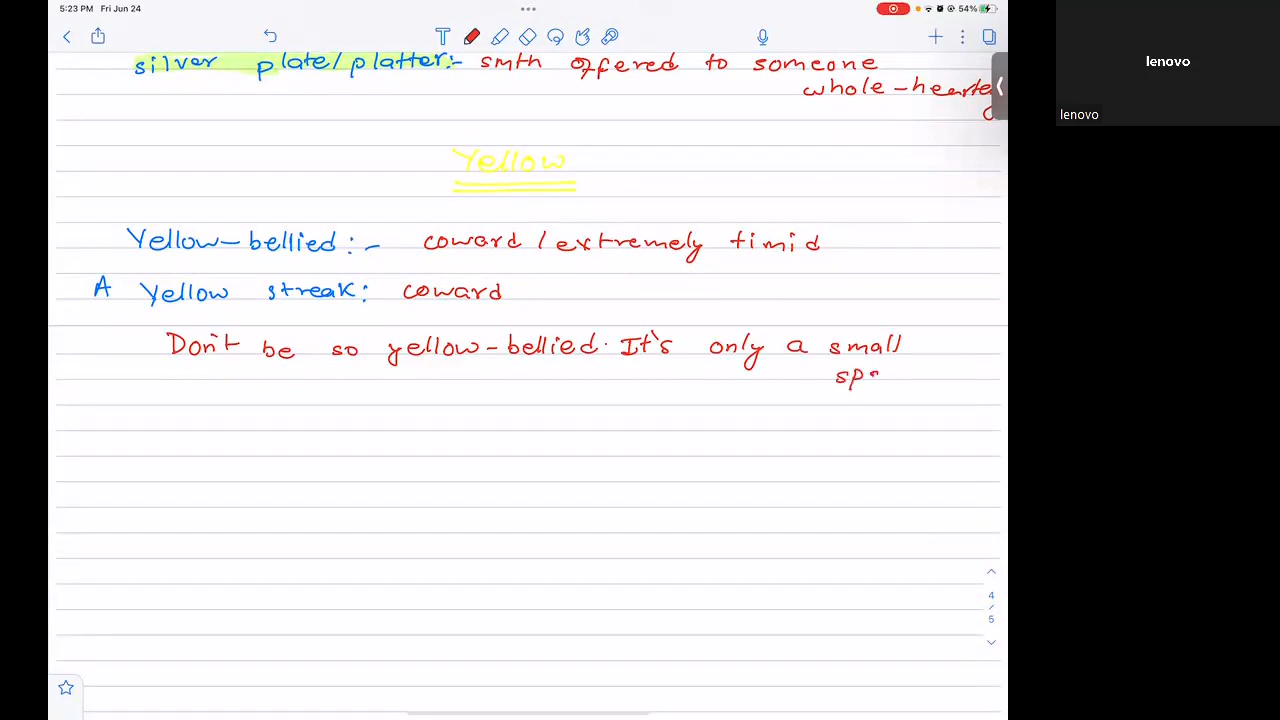 5:23 PM Fri Jun 24
54%
silver plate/platter:- smth offered to someone
whole-hearte
lenovo
lenovo
Yellow
Yellow-bellied:- coward / extremely timid
A Yellow streak: coward
Don't be so yellow-bellied. It's only a small
sp
4
/
5